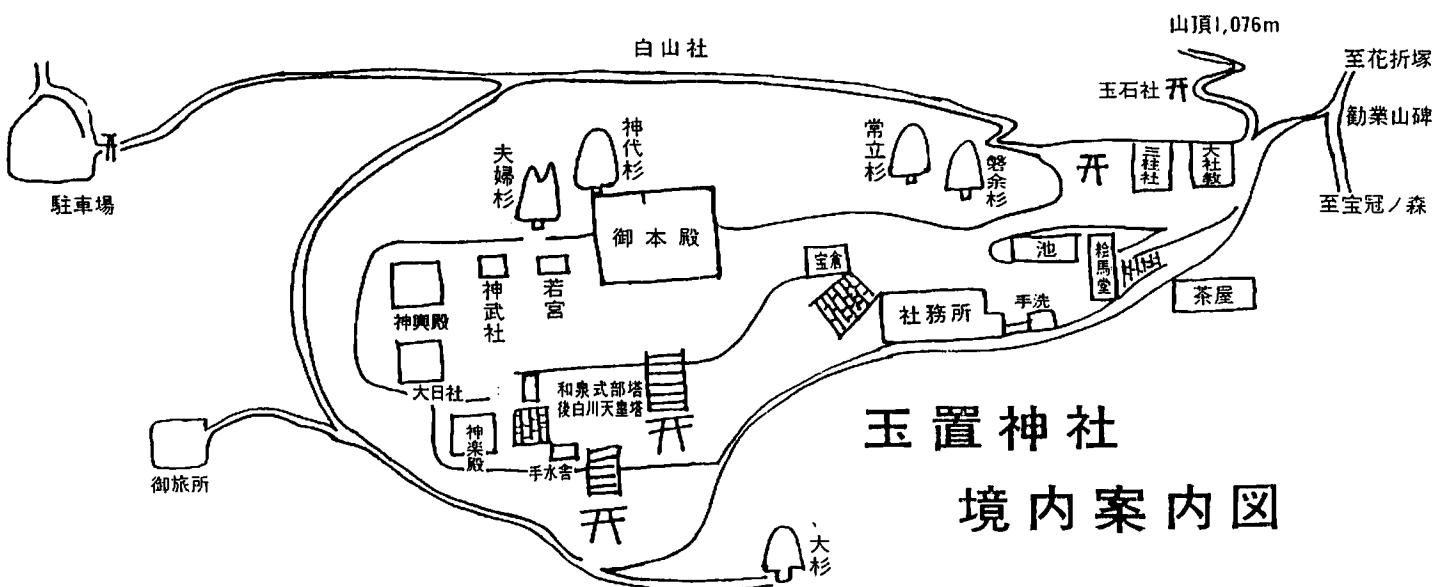 山頂1,076m
白山社
至花折塚
玉石社
勧業山碑
神代杉
常立杉
夫婦杉
磐余杉
三柱社
大社教
駐車場
至宝冠ノ森
御本殿
宝倉
池
絵馬堂
茶屋
若宮
神武社
神輿殿
手洗
社務所
大日社
和泉式部塔
後白川天皇塔
神楽殿
手水舎
御旅所
大杉
玉置神社
境内案内図